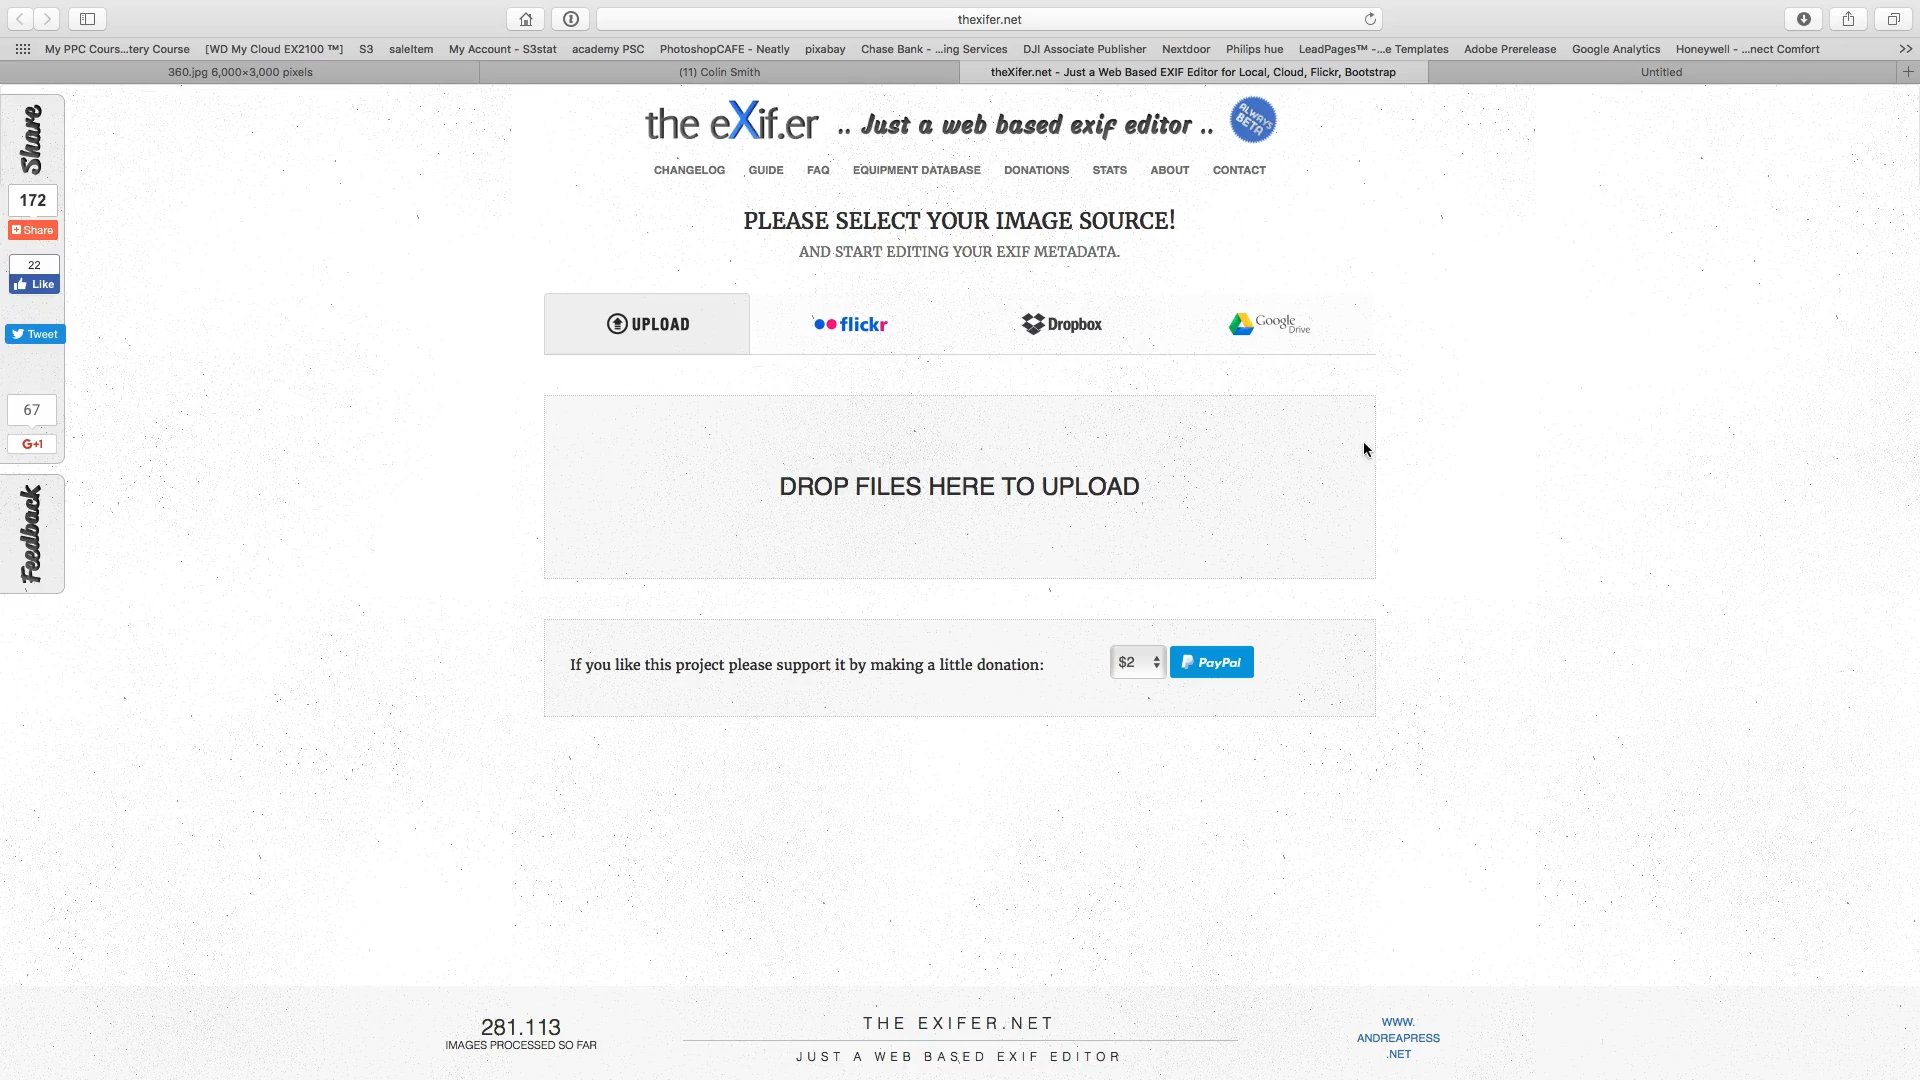 thexifer.net
My PPC Cours...tery Course
[WD My Cloud EX2100 ™]
S3
saleItem
My Account - S3stat
academy PSC
PhotoshopCAFE - Neatly
pixabay
Chase Bank - ...ing Services
DJI Associate Publisher
Nextdoor
Philips hue
LeadPages™ -...e Templates
Adobe Prerelease
Google Analytics
Honeywell - ...nect Comfort
>>
360.jpg 6,000×3,000 pixels
(11) Colin Smith
theXifer.net - Just a Web Based EXIF Editor for Local, Cloud, Flickr, Bootstrap
Untitled
+
Share
172
Share
22
Like
Tweet
67
G+1
Feedback
the eXif.er
.. Just a web based exif editor ..
ALWAYS
BETA
CHANGELOG
GUIDE
FAQ
EQUIPMENT DATABASE
DONATIONS
STATS
ABOUT
CONTACT
PLEASE SELECT YOUR IMAGE SOURCE!
AND START EDITING YOUR EXIF METADATA.
UPLOAD
flickr
Dropbox
Google
Drive
DROP FILES HERE TO UPLOAD
If you like this project please support it by making a little donation:
$2
PayPal
281.113
IMAGES PROCESSED SO FAR
THE EXIFER.NET
JUST A WEB BASED EXIF EDITOR
WWW.
ANDREAPRESS
.NET